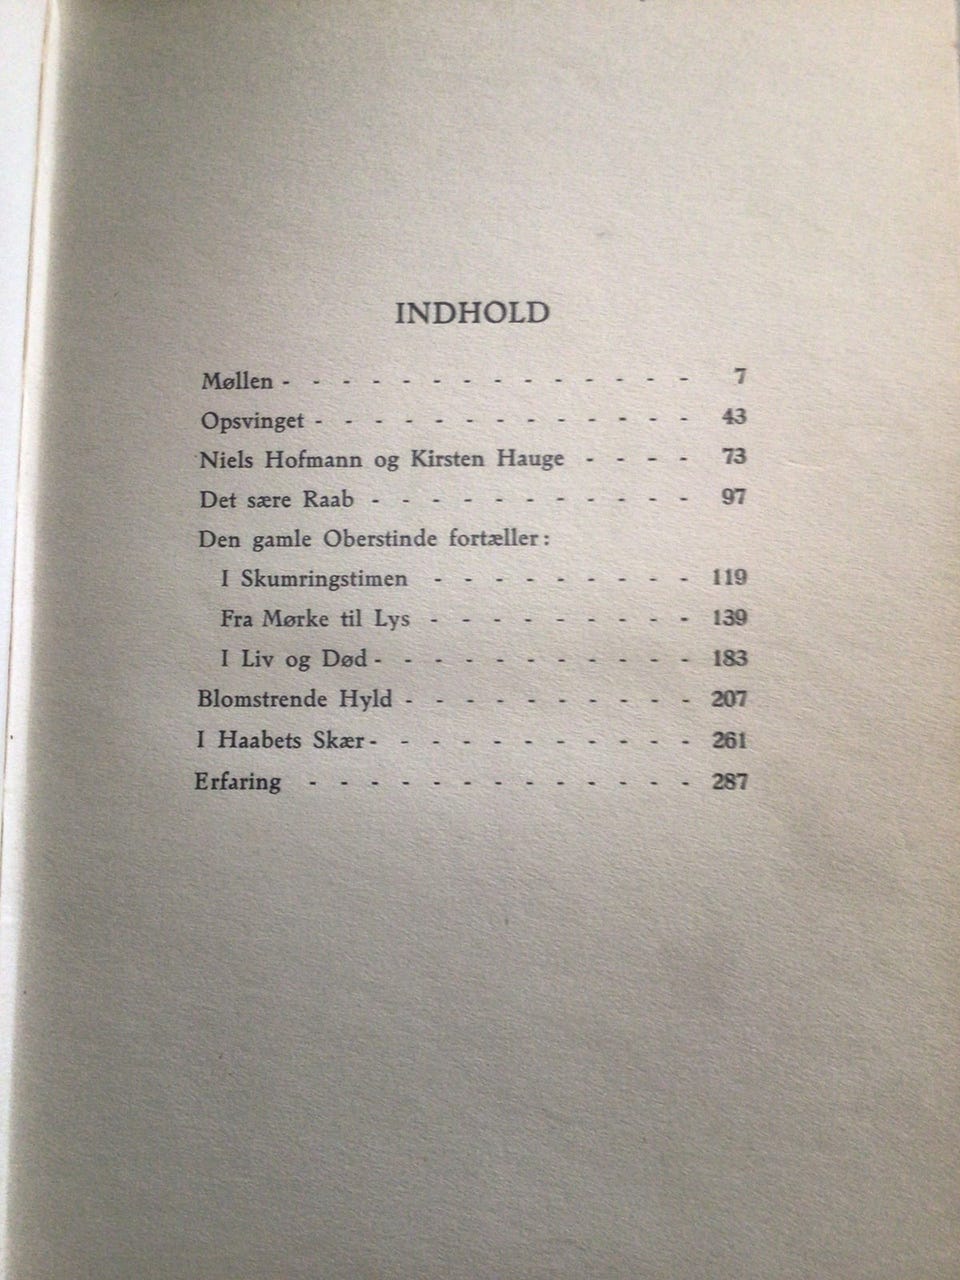 INDHOLD
Møllen - - - - - - - - - - - - - - 7
Opsvinget - - - - - - - - - - - - - 43
Niels Hofmann og Kirsten Hauge - - - - 73
Det sære Raab - - - - - - - - - - - 97
Den gamle Oberstinde fortæller:
I Skumringstimen - - - - - - - - - 119
Fra Mørke til Lys - - - - - - - - - 139
I Liv og Død - - - - - - - - - - - 183
Blomstrende Hyld - - - - - - - - - - 207
I Haabets Skær - - - - - - - - - - - 261
Erfaring - - - - - - - - - - - - - 287